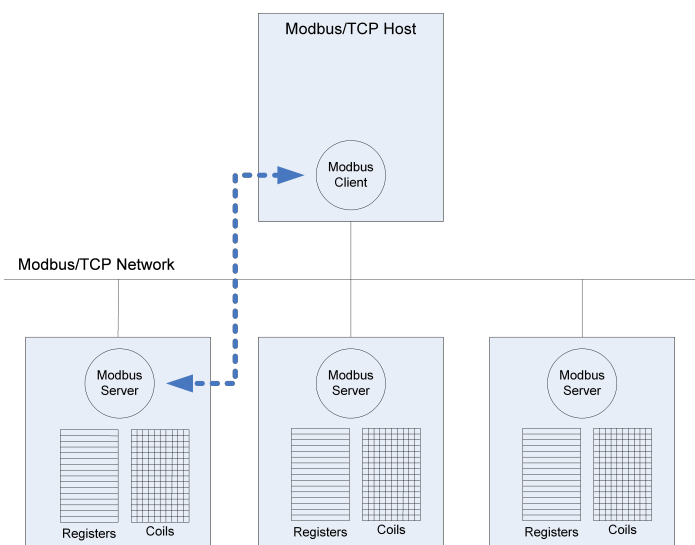 Modbus/TCP Host
Modbus
Client
Modbus/TCP Network
Modbus
Server
Registers
Coils
Modbus
Server
Registers
Coils
Modbus
Server
Registers
Coils